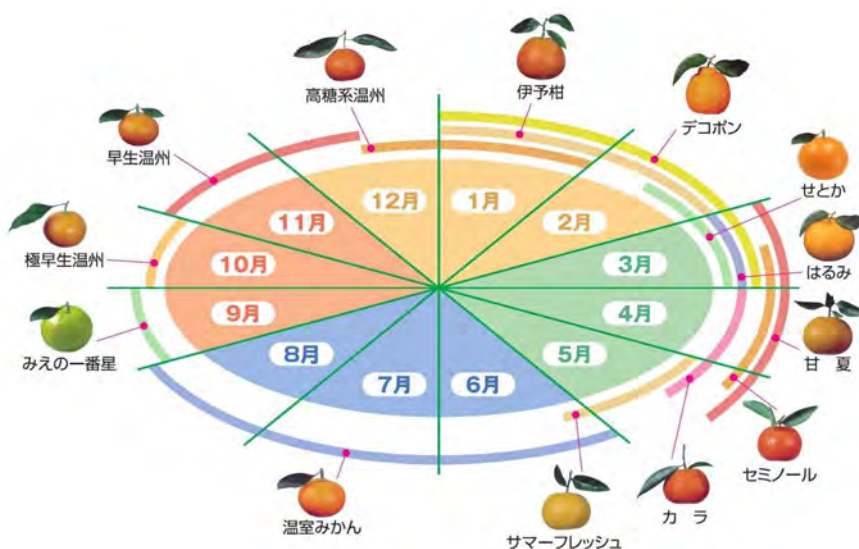 高糖系温州
伊予柑
デコポン
早生温州
せとか
極早生温州
はるみ
みえの一番星
甘　夏
セミノール
カ　ラ
サマーフレッシュ
温室みかん
1月
2月
3月
4月
5月
6月
7月
8月
9月
10月
11月
12月